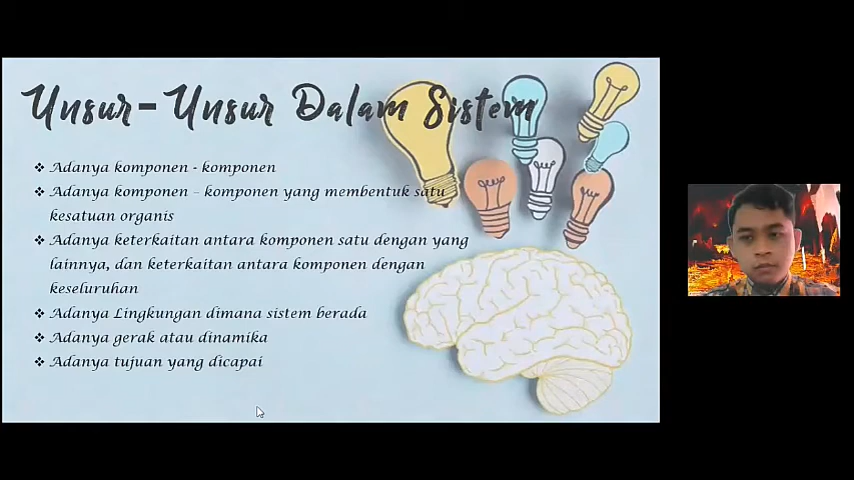 Unsur-Unsur Dalam Sistem
❖ Adanya komponen - komponen
❖ Adanya komponen – komponen yang membentuk satu
kesatuan organis
❖ Adanya keterkaitan antara komponen satu dengan yang
lainnya, dan keterkaitan antara komponen dengan
keseluruhan
❖ Adanya Lingkungan dimana sistem berada
❖ Adanya gerak atau dinamika
❖ Adanya tujuan yang dicapai